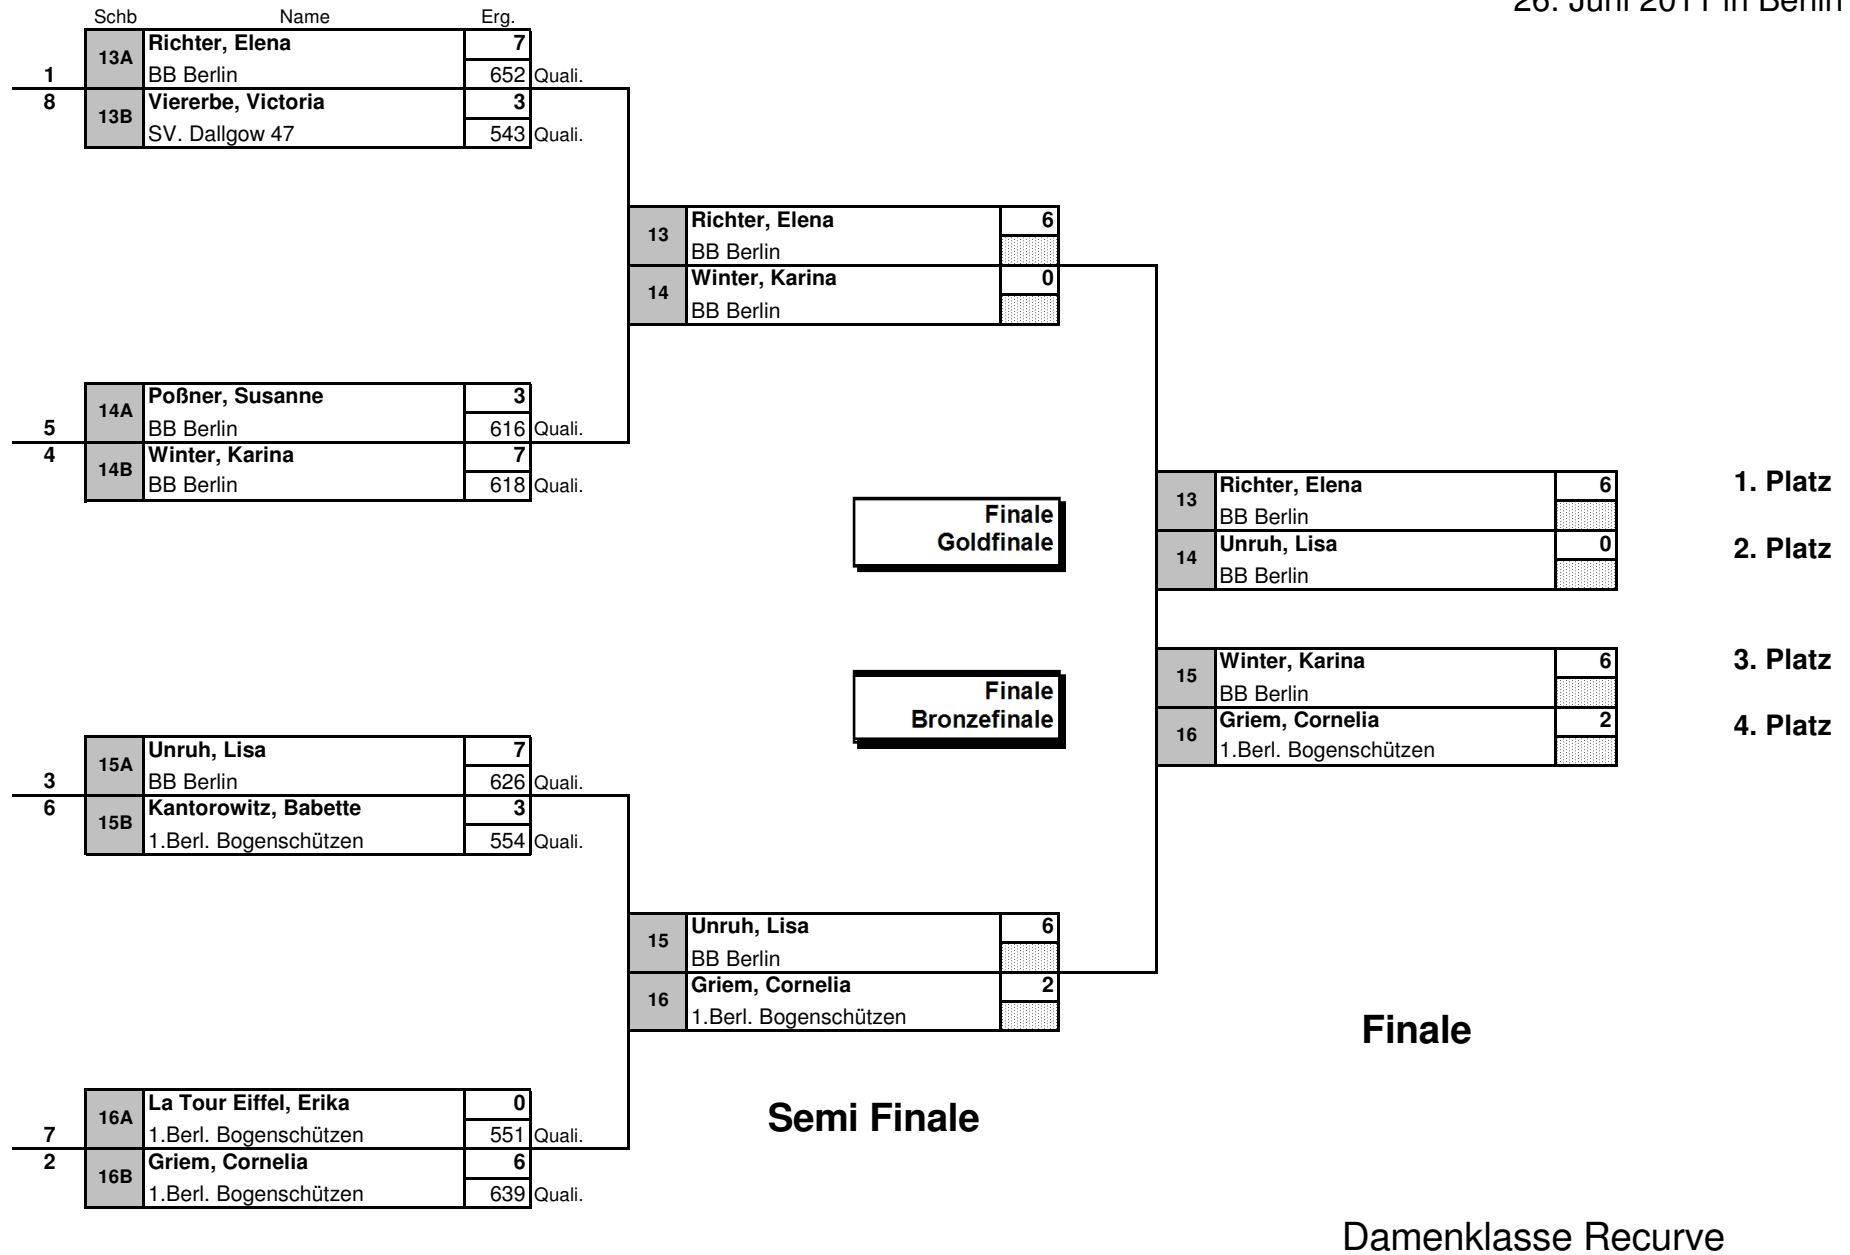 26. Juni 2011 in Berlin
Schb Name Erg.
13A Richter, Elena 7
1 BB Berlin 652 Quali.
8 13B Viererbe, Victoria 3
SV. Dallgow 47 543 Quali.
13 Richter, Elena 6
BB Berlin
14 Winter, Karina 0
BB Berlin
14A Poßner, Susanne 3
5 BB Berlin 616 Quali.
4 14B Winter, Karina 7
BB Berlin 618 Quali.
13 Richter, Elena 6 1. Platz
BB Berlin
Finale
Goldfinale
14 Unruh, Lisa 0 2. Platz
BB Berlin
15 Winter, Karina 6 3. Platz
BB Berlin
Finale
Bronzefinale
16 Griem, Cornelia 2 4. Platz
1.Berl. Bogenschützen
15A Unruh, Lisa 7
3 BB Berlin 626 Quali.
6 15B Kantorowitz, Babette 3
1.Berl. Bogenschützen 554 Quali.
15 Unruh, Lisa 6
BB Berlin
16 Griem, Cornelia 2
1.Berl. Bogenschützen
Finale
Semi Finale
16A La Tour Eiffel, Erika 0
7 1.Berl. Bogenschützen 551 Quali.
2 16B Griem, Cornelia 6
1.Berl. Bogenschützen 639 Quali.
Damenklasse Recurve